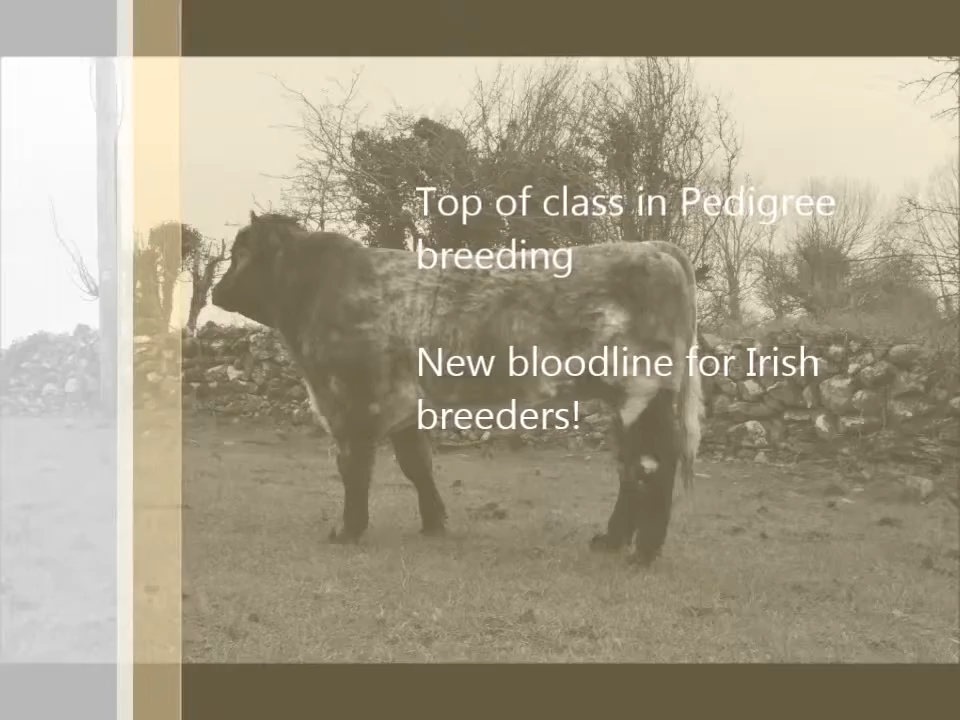 Top of class in Pedigree
breeding
New bloodline for Irish
breeders!